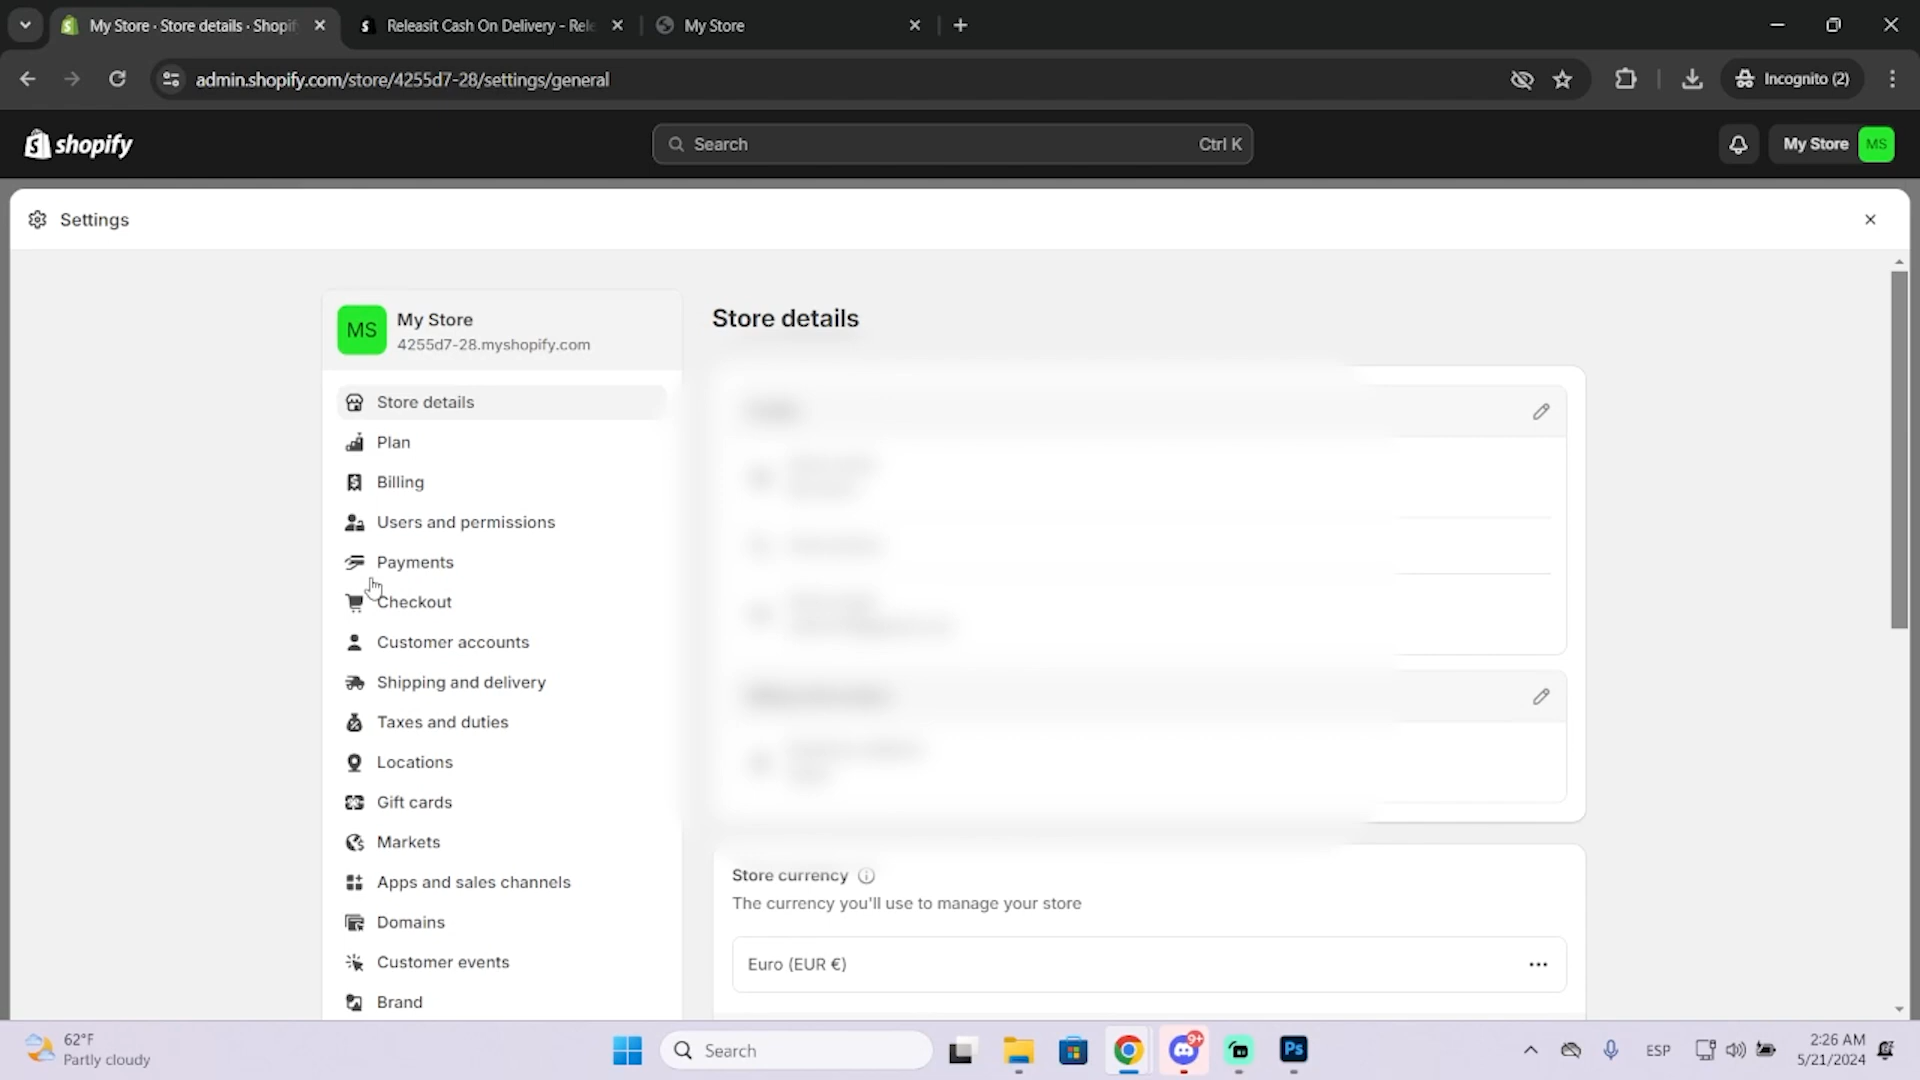 My Store · Store details · Shopif
Releasit Cash On Delivery - Rele
My Store
admin.shopify.com/store/4255d7-28/settings/general
Incognito (2)
shopify
Search
Ctrl K
My Store
MS
Settings
MS
My Store
4255d7-28.myshopify.com
Store details
Plan
Billing
Users and permissions
Payments
Checkout
Customer accounts
Shipping and delivery
Taxes and duties
Locations
Gift cards
Markets
Apps and sales channels
Domains
Customer events
Brand
Store details
Store currency
The currency you'll use to manage your store
Euro (EUR €)
62°F
Partly cloudy
Search
9+
Ps
ESP
2:26 AM
5/21/2024